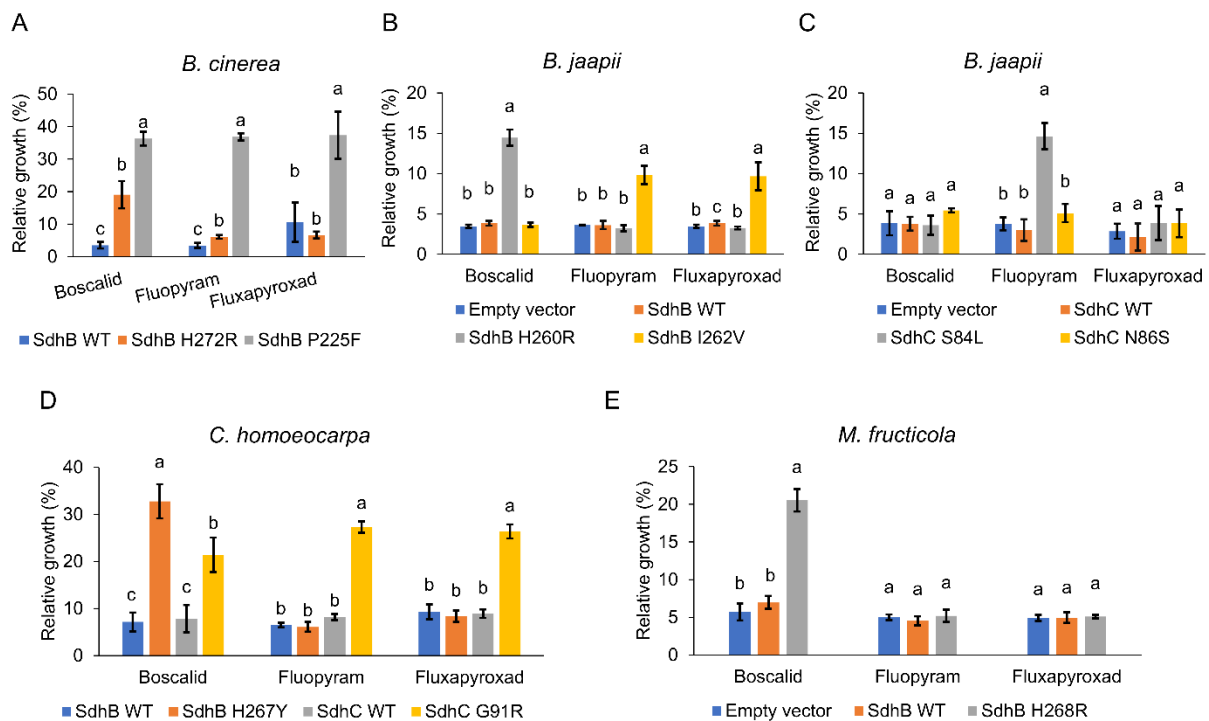 A
B. cinerea
Relative growth (%)
50
40
30
20
10
0
c b a
c b a
b b a
Boscalid Fluopyram Fluxapyroxad
SdhB WT SdhB H272R SdhB P225F
B
B. jaapii
Relative growth (%)
20
15
10
5
0
b b a b
b b b a
b c b a
Boscalid Fluopyram Fluxapyroxad
Empty vector SdhB WT
SdhB H260R SdhB I262V
C
B. jaapii
Relative growth (%)
20
15
10
5
0
a a a a
b b a b
a a a a
Boscalid Fluopyram Fluxapyroxad
Empty vector SdhC WT
SdhC S84L SdhC N86S
D
C. homoeocarpa
Relative growth (%)
40
30
20
10
0
c a c b
b b b a
b b b a
Boscalid Fluopyram Fluxapyroxad
SdhB WT SdhB H267Y SdhC WT SdhC G91R
E
M. fructicola
Relative growth (%)
25
20
15
10
5
0
b b a
a a a
a a a
Boscalid Fluopyram Fluxapyroxad
Empty vector SdhB WT SdhB H268R